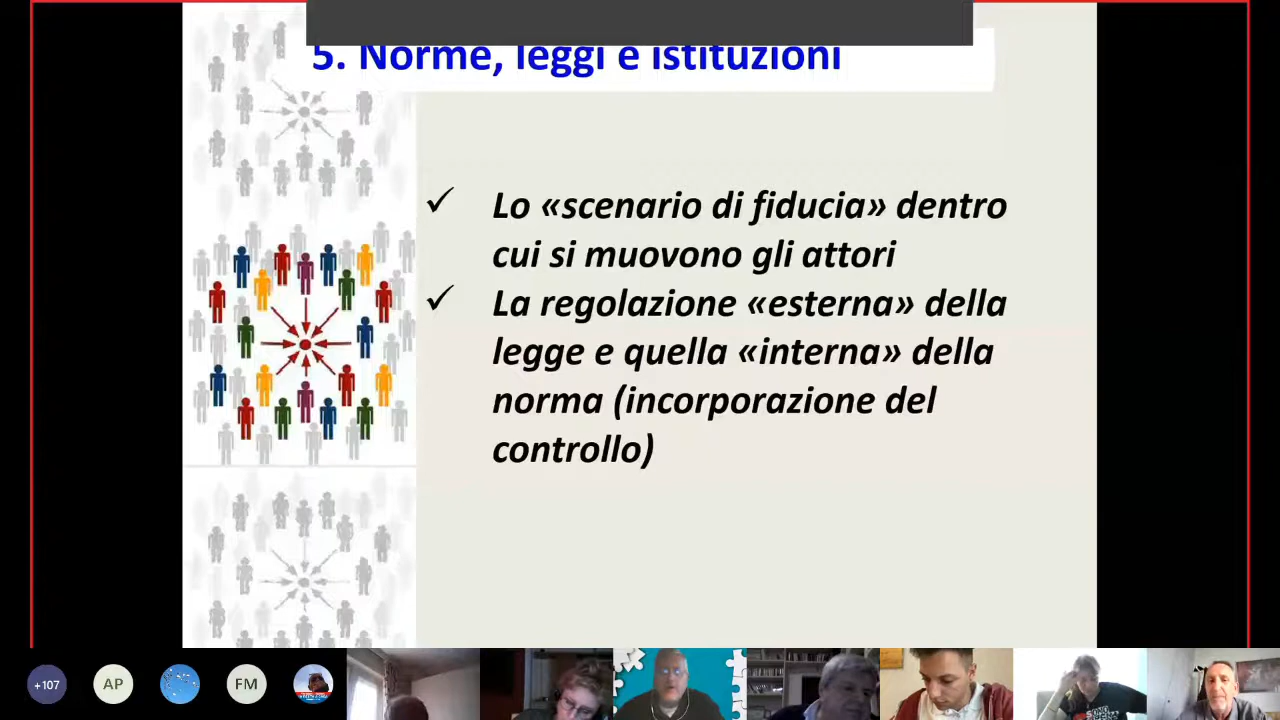 5. Norme, leggi e istituzioni
✓ Lo «scenario di fiducia» dentro
cui si muovono gli attori
✓ La regolazione «esterna» della
legge e quella «interna» della
norma (incorporazione del
controllo)
+107
AP
FM